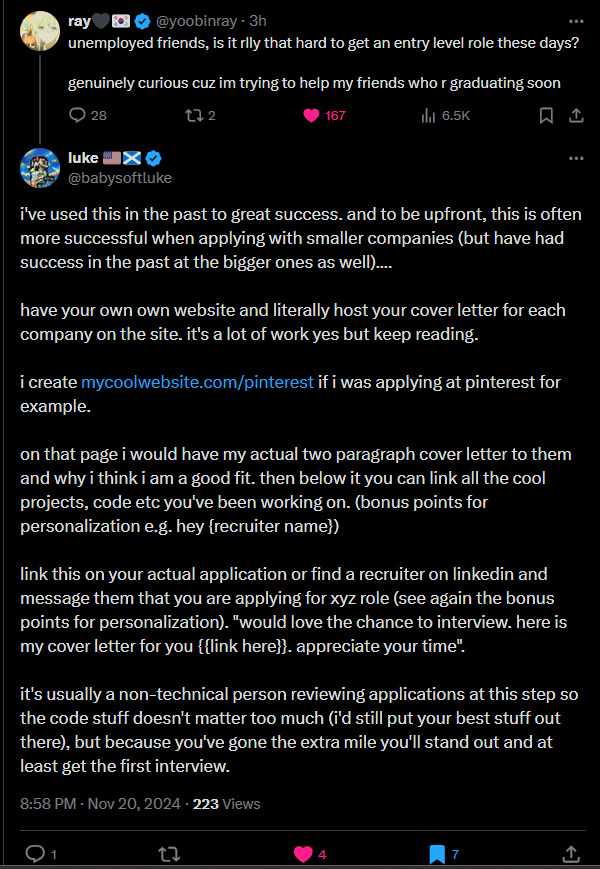 ray🖤🇰🇷 @yoobinray · 3h
unemployed friends, is it rlly that hard to get an entry level role these days?
genuinely curious cuz im trying to help my friends who r graduating soon
28 2 167 6.5K
luke 🇺🇸🏴󠁧󠁢󠁳󠁣󠁴󠁿
@babysoftluke
i've used this in the past to great success. and to be upfront, this is often
more successful when applying with smaller companies (but have had
success in the past at the bigger ones as well)....
have your own own website and literally host your cover letter for each
company on the site. it's a lot of work yes but keep reading.
i create mycoolwebsite.com/pinterest if i was applying at pinterest for
example.
on that page i would have my actual two paragraph cover letter to them
and why i think i am a good fit. then below it you can link all the cool
projects, code etc you've been working on. (bonus points for
personalization e.g. hey {recruiter name})
link this on your actual application or find a recruiter on linkedin and
message them that you are applying for xyz role (see again the bonus
points for personalization). "would love the chance to interview. here is
my cover letter for you {{link here}}. appreciate your time".
it's usually a non-technical person reviewing applications at this step so
the code stuff doesn't matter too much (i'd still put your best stuff out
there), but because you've gone the extra mile you'll stand out and at
least get the first interview.
8:58 PM · Nov 20, 2024 · 223 Views
1 4 7